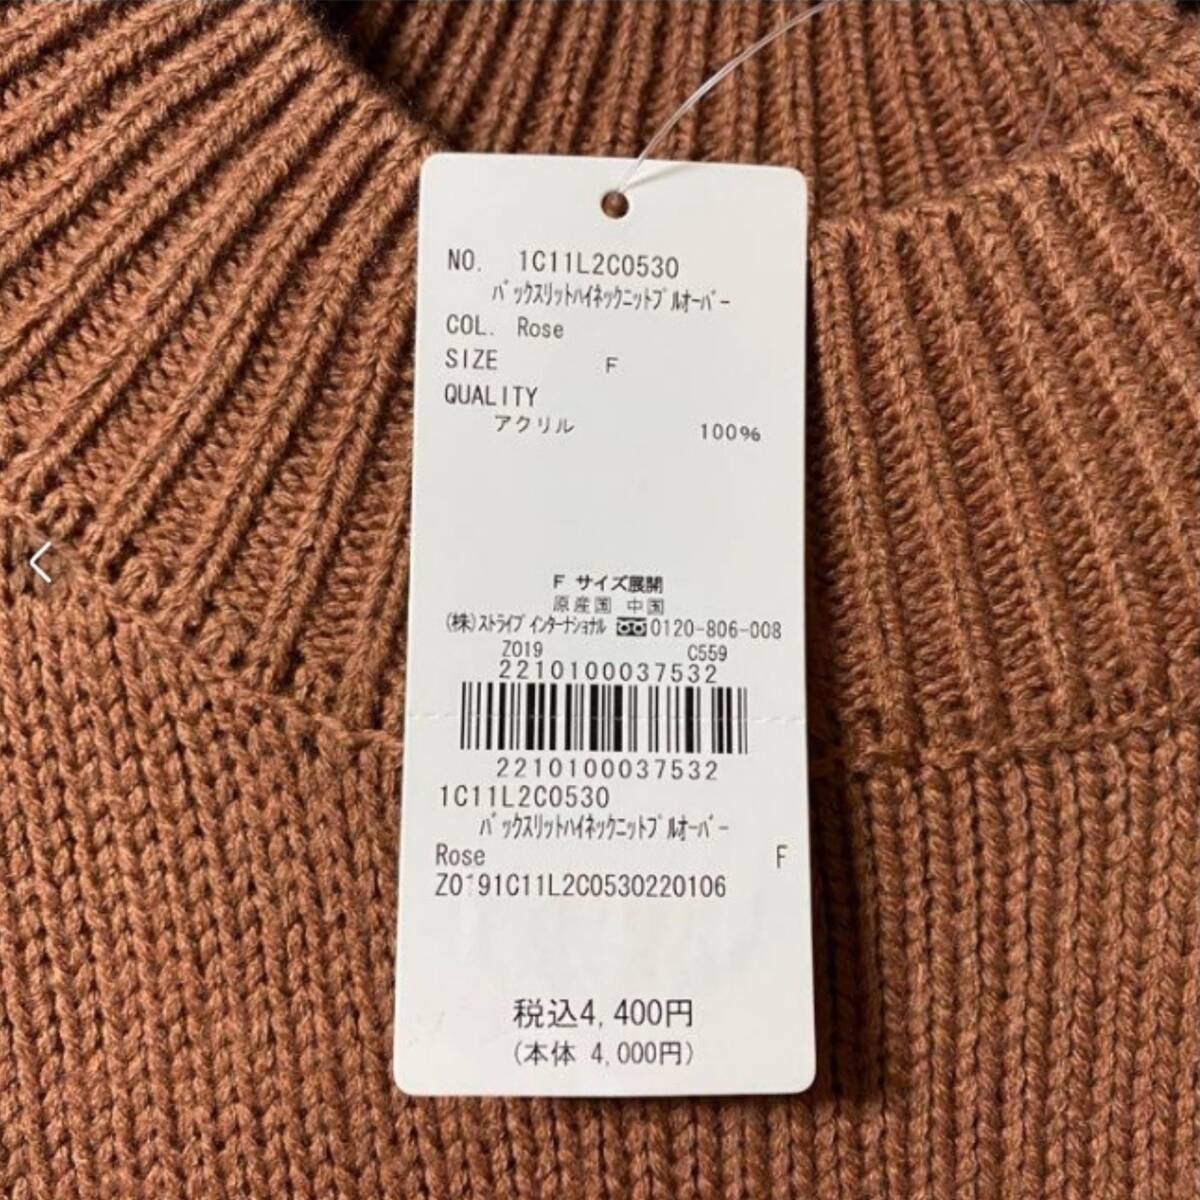 NO. 1C11L2C0530
ﾊﾞｯｸｽﾘｯﾄﾊｲﾈｯｸﾆｯﾄﾌﾟﾙｵｰﾊﾞｰ
COL. Rose
SIZE F
QUALITY
アクリル 100%
F サイズ展開
原産国 中国
(株)ｽﾄﾗｲﾌﾟｲﾝﾀｰﾅｼｮﾅﾙ 0120-806-008
Z019 C559
2210100037532
2210100037532
1C11L2C0530
ﾊﾞｯｸｽﾘｯﾄﾊｲﾈｯｸﾆｯﾄﾌﾟﾙｵｰﾊﾞｰ
Rose F
Z0191C11L2C0530220106
税込4,400円
(本体 4,000円)